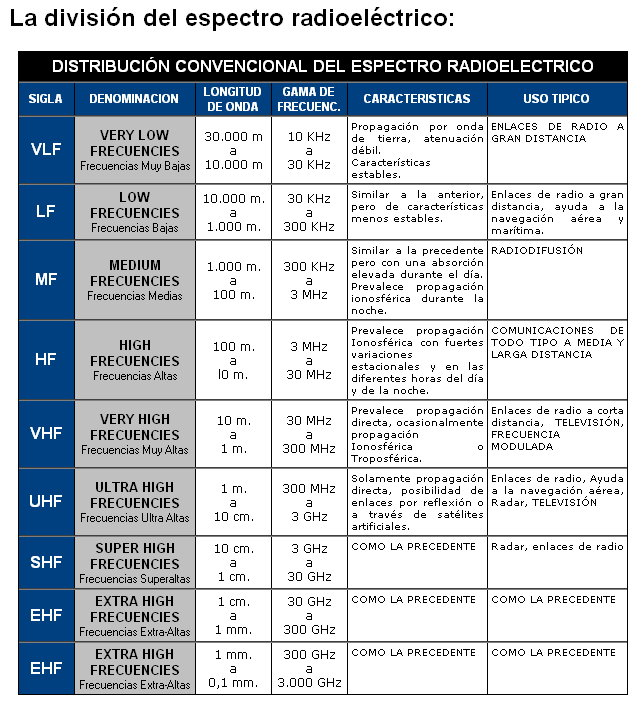 La división del espectro radioeléctrico:
DISTRIBUCIÓN CONVENCIONAL DEL ESPECTRO RADIOELECTRICO
SIGLA
DENOMINACION
LONGITUD
DE ONDA
GAMA DE
FRECUENC.
CARACTERISTICAS
USO TIPICO
VLF
VERY LOW
FRECUENCIES
Frecuencias Muy Bajas
30.000 m
a
10.000 m
10 KHz
a
30 KHz
Propagación por onda
de tierra, atenuación
débil.
Características
estables.
ENLACES DE RADIO A
GRAN DISTANCIA
LF
LOW
FRECUENCIES
Frecuencias Bajas
10.000 m.
a
1.000 m.
30 KHz
a
300 KHz
Similar a la anterior,
pero de características
menos estables.
Enlaces de radio a gran
distancia, ayuda a la
navegación aérea y
marítima.
MF
MEDIUM
FRECUENCIES
Frecuencias Medias
1.000 m.
a
100 m.
300 KHz
a
3 MHz
Similar a la precedente
pero con una absorción
elevada durante el día.
Prevalece propagación
ionosférica durante la
noche.
RADIODIFUSIÓN
HF
HIGH
FRECUENCIES
Frecuencias Altas
100 m.
a
l0 m.
3 MHz
a
30 MHz
Prevalece propagación
Ionosférica con fuertes
variaciones
estacionales y en las
diferentes horas del día
y de la noche.
COMUNICACIONES DE
TODO TIPO A MEDIA Y
LARGA DISTANCIA
VHF
VERY HIGH
FRECUENCIES
Frecuencias Muy Altas
10 m.
a
1 m.
30 MHz
a
300 MHz
Prevalece propagación
directa, ocasionalmente
propagación
Ionosférica o
Troposférica.
Enlaces de radio a corta
distancia, TELEVISIÓN,
FRECUENCIA
MODULADA
UHF
ULTRA HIGH
FRECUENCIES
Frecuencias Ultra Altas
1 m.
a
10 cm.
300 MHz
a
3 GHz
Solamente propagación
directa, posibilidad de
enlaces por reflexión o
a través de satélites
artificiales.
Enlaces de radio, Ayuda
a la navegación aérea,
Radar, TELEVISIÓN
SHF
SUPER HIGH
FRECUENCIES
Frecuencias Superaltas
10 cm.
a
1 cm.
3 GHz
a
30 GHz
COMO LA PRECEDENTE
Radar, enlaces de radio
EHF
EXTRA HIGH
FRECUENCIES
Frecuencias Extra-Altas
1 cm.
a
1 mm.
30 GHz
a
300 GHz
COMO LA PRECEDENTE
COMO LA PRECEDENTE
EHF
EXTRA HIGH
FRECUENCIES
Frecuencias Extra-Altas
1 mm.
a
0,1 mm.
300 GHz
a
3.000 GHz
COMO LA PRECEDENTE
COMO LA PRECEDENTE